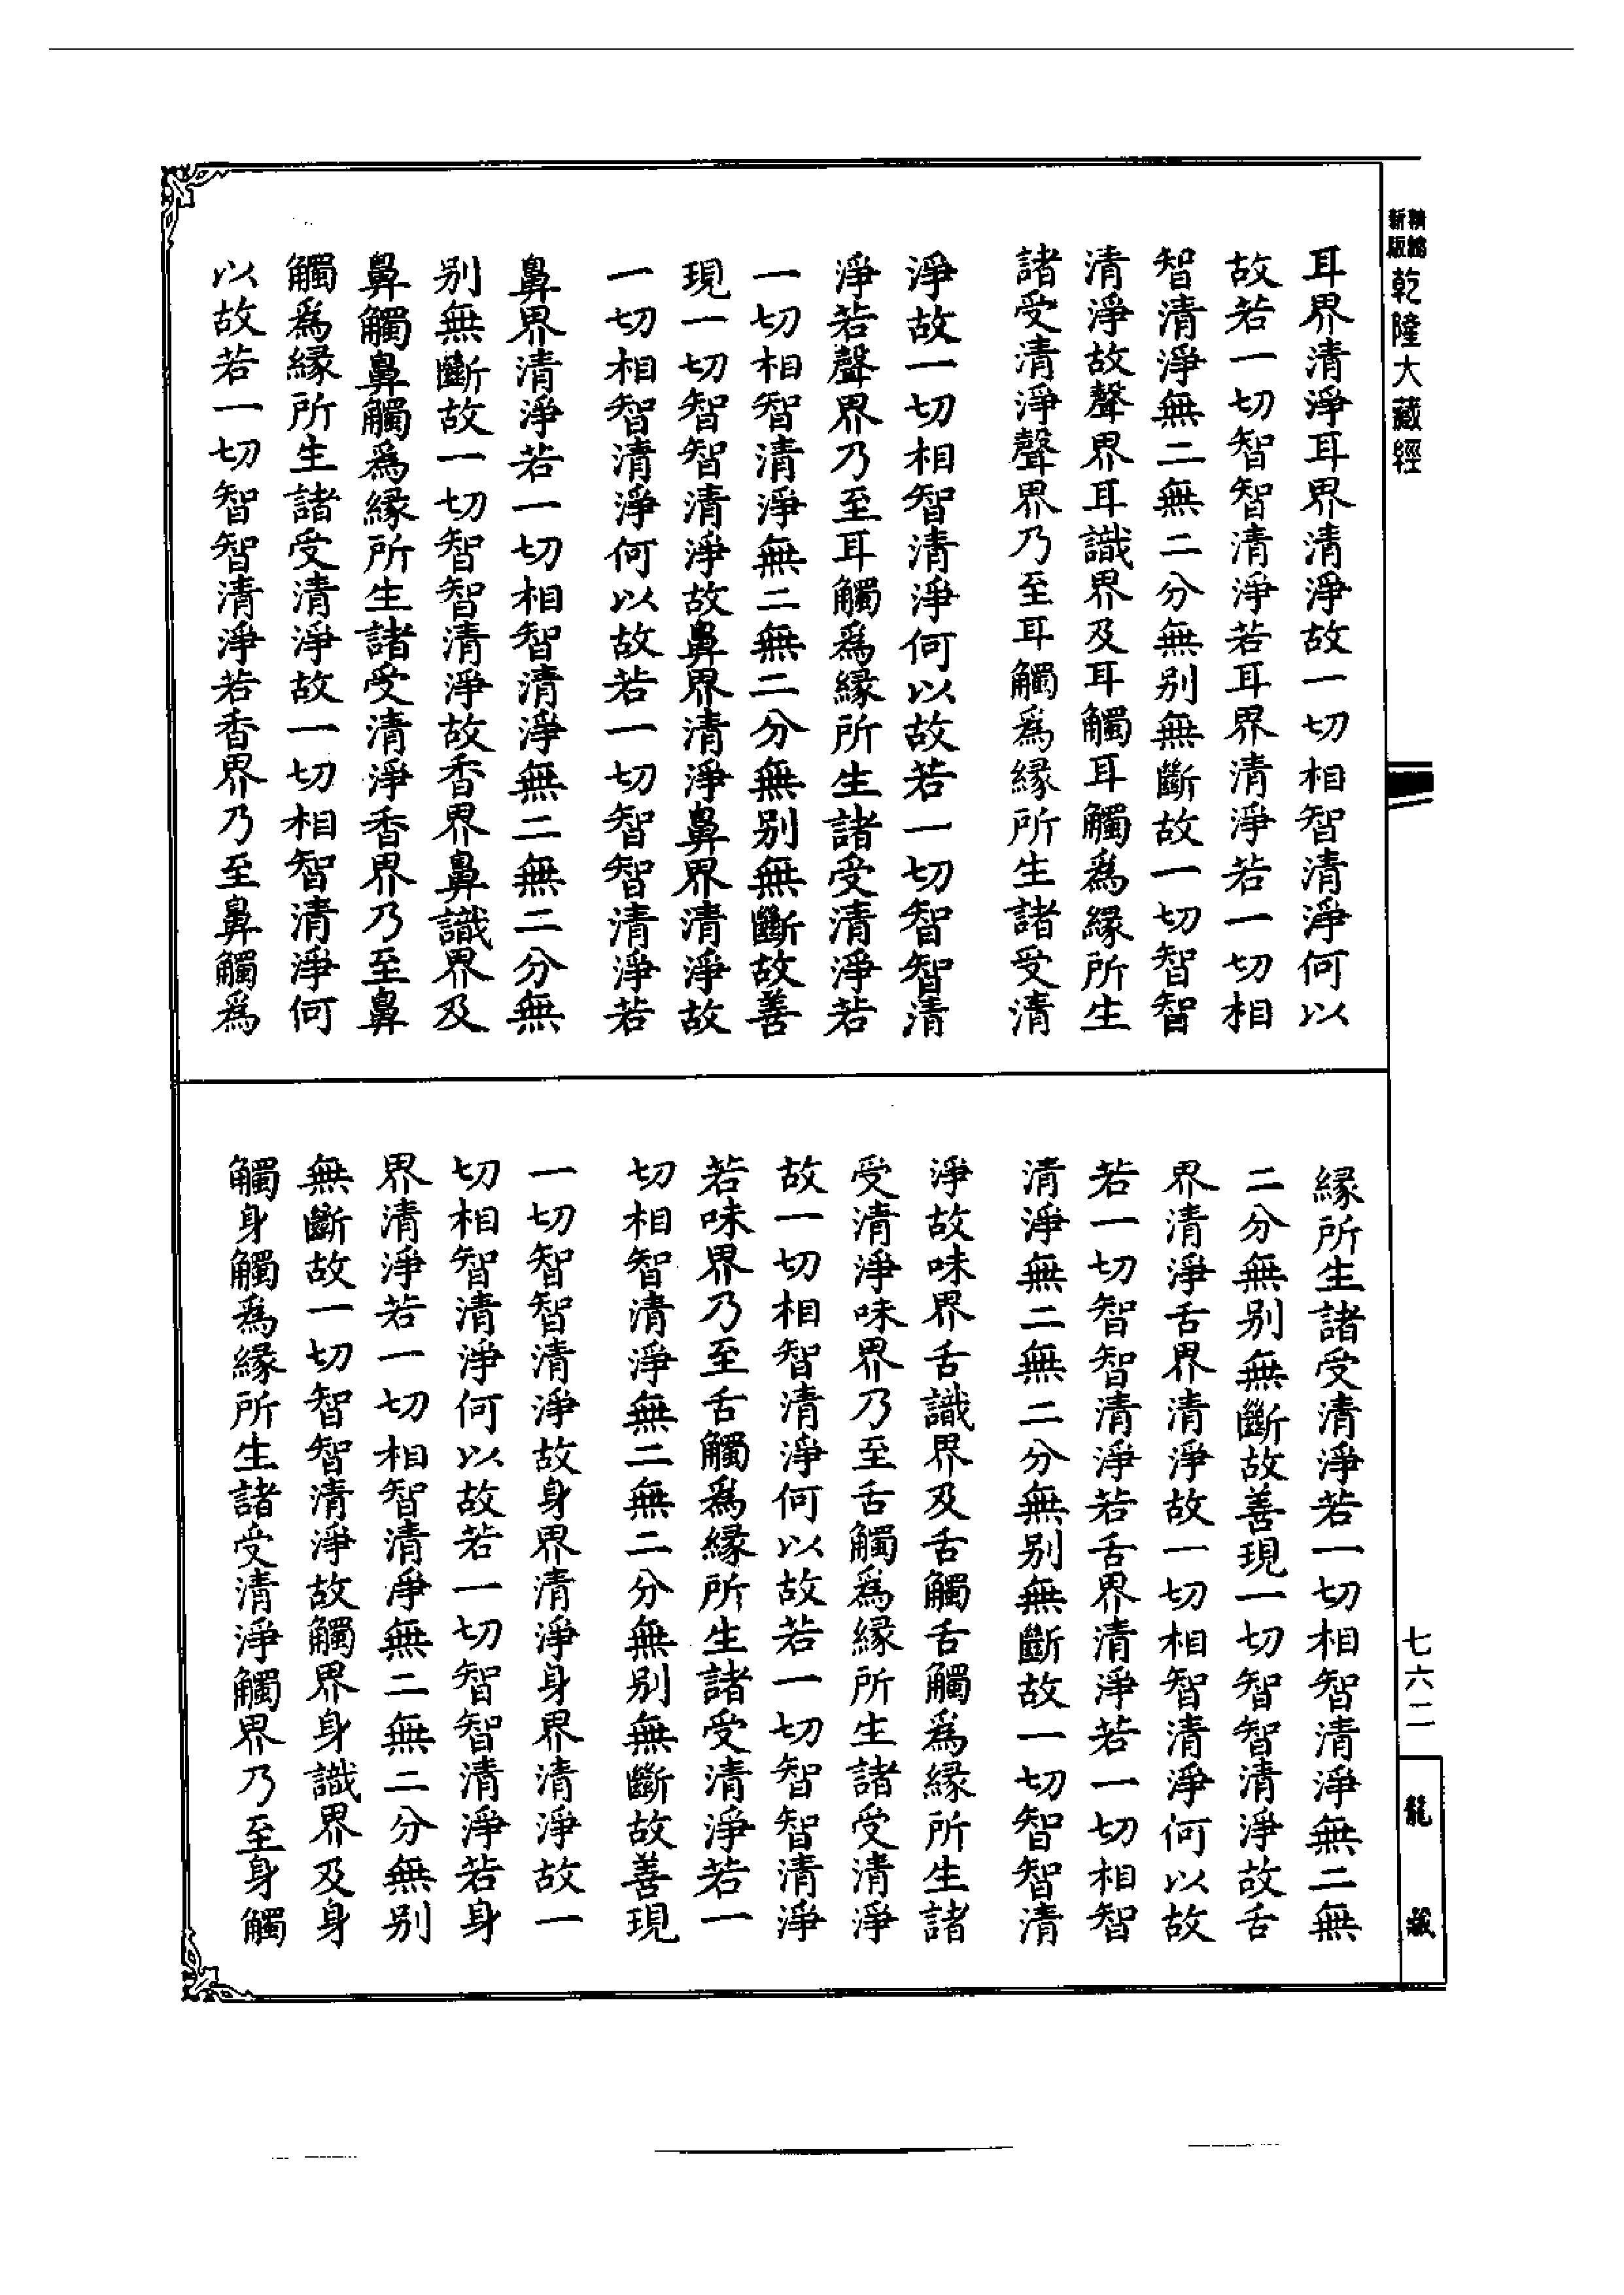 精縮
新版
乾隆大藏經
耳界清淨耳界清淨故一切相智清淨何以
故若一切智智清淨若耳界清淨若一切相
智清淨無二無二分無别無斷故一切智智
清淨故聲界耳識界及耳觸耳觸爲緣所生
諸受清淨聲界乃至耳觸爲緣所生諸受清
淨故一切相智清淨何以故若一切智智清
淨若聲界乃至耳觸爲緣所生諸受清淨若
一切相智清淨無二無二分無别無斷故善
現一切智智清淨故鼻界清淨鼻界清淨故
一切相智清淨何以故若一切智智清淨若
鼻界清淨若一切相智清淨無二無二分無
别無斷故一切智智清淨故香界鼻識界及
鼻觸鼻觸爲緣所生諸受清淨香界乃至鼻
觸爲緣所生諸受清淨故一切相智清淨何
以故若一切智智清淨若香界乃至鼻觸爲
緣所生諸受清淨若一切相智清淨無二無
二分無别無斷故善現一切智智清淨故舌
界清淨舌界清淨故一切相智清淨何以故
若一切智智清淨若舌界清淨若一切相智
清淨無二無二分無别無斷故一切智智清
淨故味界舌識界及舌觸舌觸爲緣所生諸
受清淨味界乃至舌觸爲緣所生諸受清淨
故一切相智清淨何以故若一切智智清淨
若味界乃至舌觸爲緣所生諸受清淨若一
切相智清淨無二無二分無别無斷故善現
一切智智清淨故身界清淨身界清淨故一
切相智清淨何以故若一切智智清淨若身
界清淨若一切相智清淨無二無二分無别
無斷故一切智智清淨故觸界身識界及身
觸身觸爲緣所生諸受清淨觸界乃至身觸
七六二
龍藏